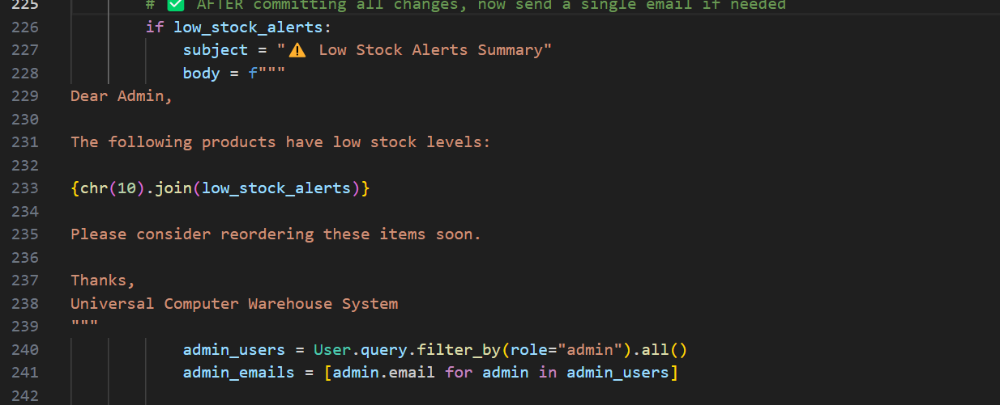 225 # ✅ AFTER committing all changes, now send a single email if needed
226 if low_stock_alerts:
227 subject = "⚠️ Low Stock Alerts Summary"
228 body = f"""
229 Dear Admin,
230
231 The following products have low stock levels:
232
233 {chr(10).join(low_stock_alerts)}
234
235 Please consider reordering these items soon.
236
237 Thanks,
238 Universal Computer Warehouse System
239 """
240 admin_users = User.query.filter_by(role="admin").all()
241 admin_emails = [admin.email for admin in admin_users]
242